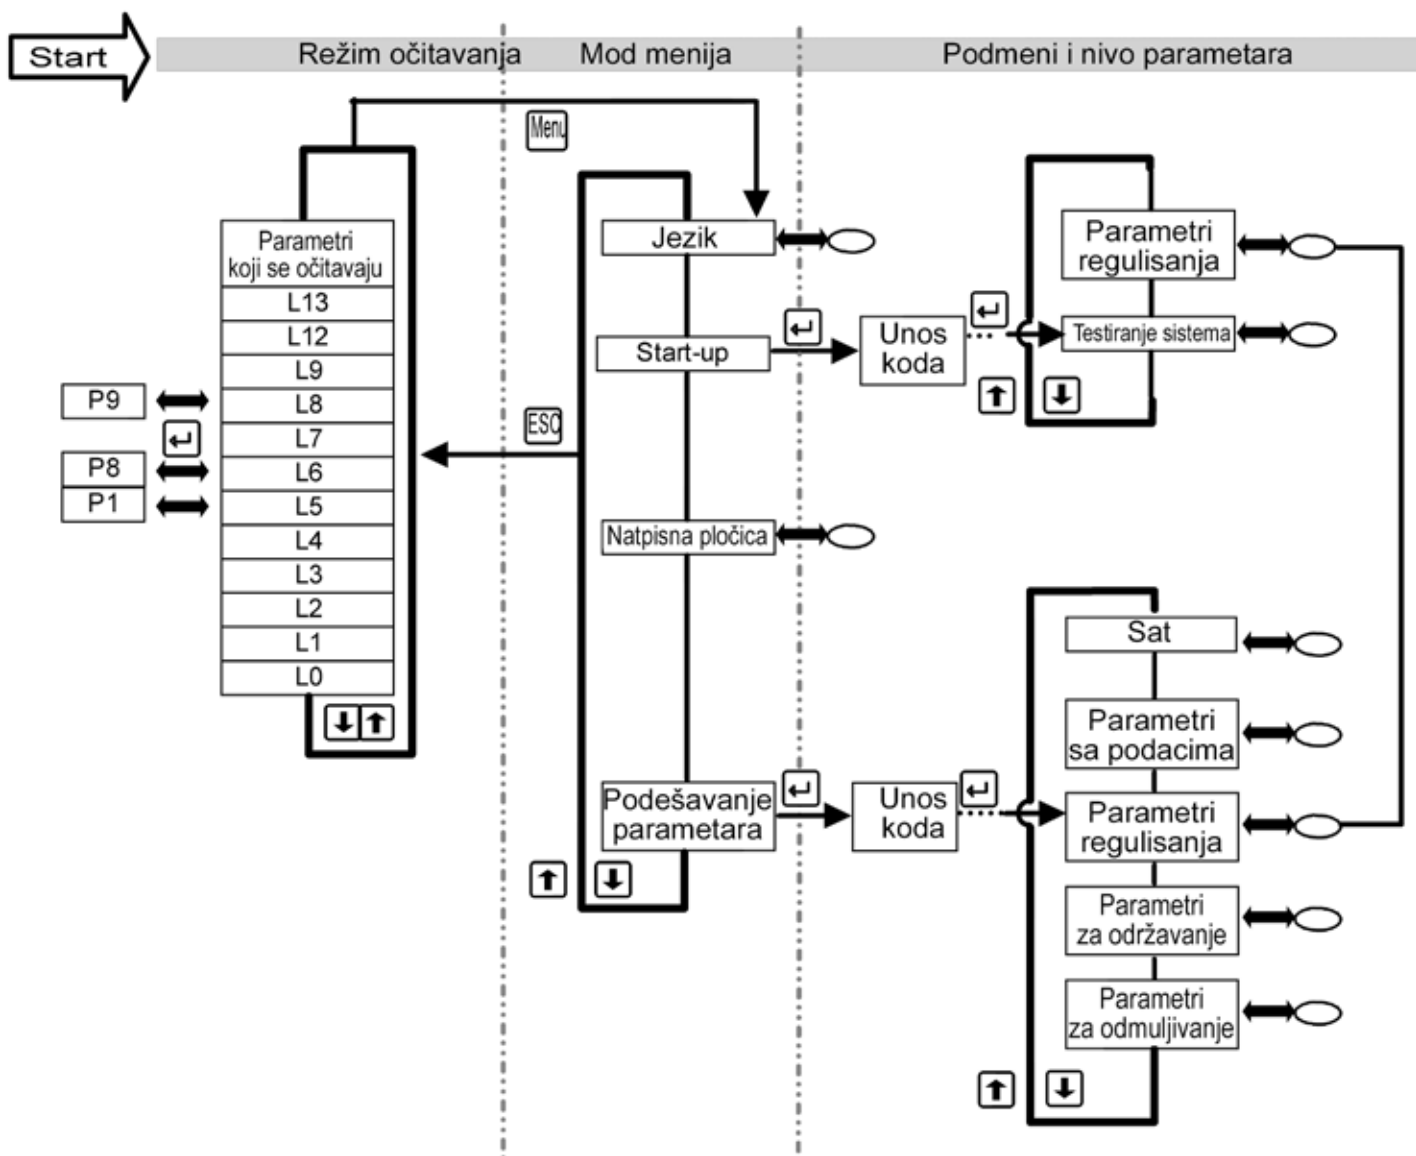 Start
Režim očitavanja
Mod menija
Podmeni i nivo parametara
Menu
Parametri
koji se očitavaju
L13
L12
L9
L8
L7
L6
L5
L4
L3
L2
L1
L0
P9
P8
P1
ESC
Jezik
Start-up
Natpisna pločica
Podešavanje
parametara
Unos
koda
Parametri
regulisanja
Testiranje sistema
Unos
koda
Sat
Parametri
sa podacima
Parametri
regulisanja
Parametri
za održavanje
Parametri
za odmuljivanje